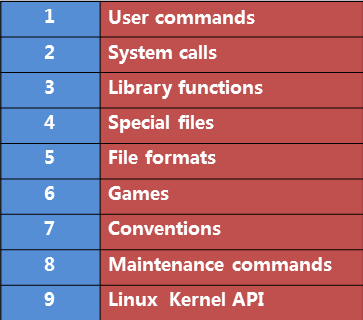 1 User commands
2 System calls
3 Library functions
4 Special files
5 File formats
6 Games
7 Conventions
8 Maintenance commands
9 Linux Kernel API